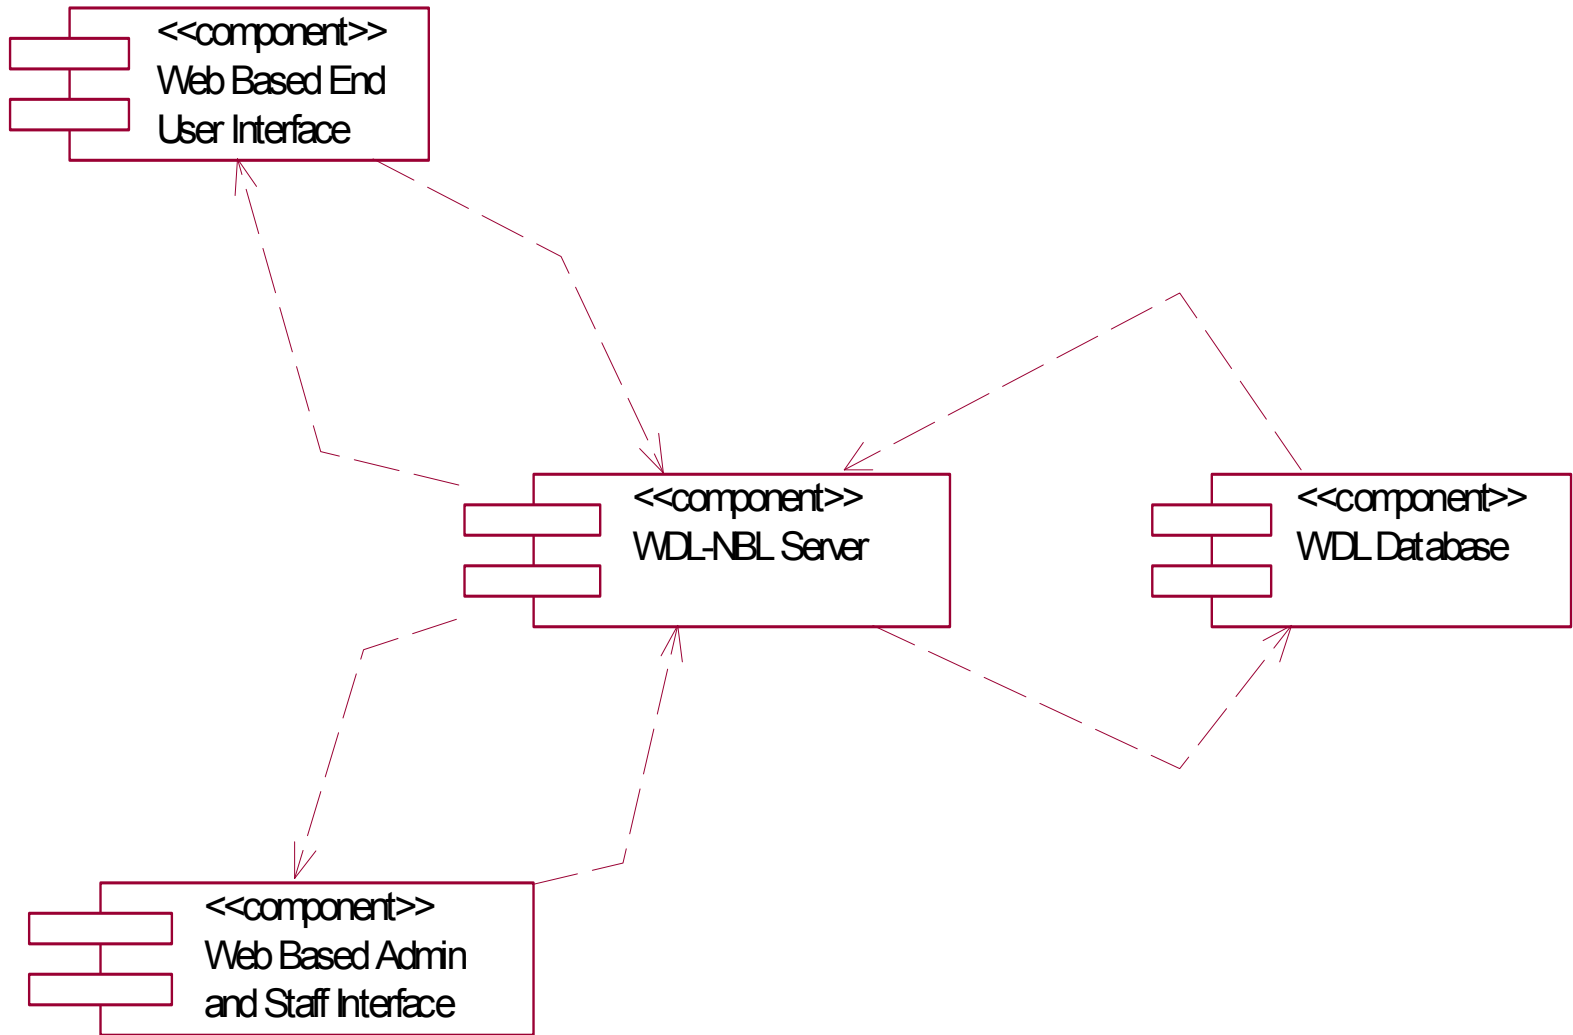 <<component>>
Web Based End
User Interface
<<component>>
WDL-NBL Server
<<component>>
WDL Database
<<component>>
Web Based Admin
and Staff Interface